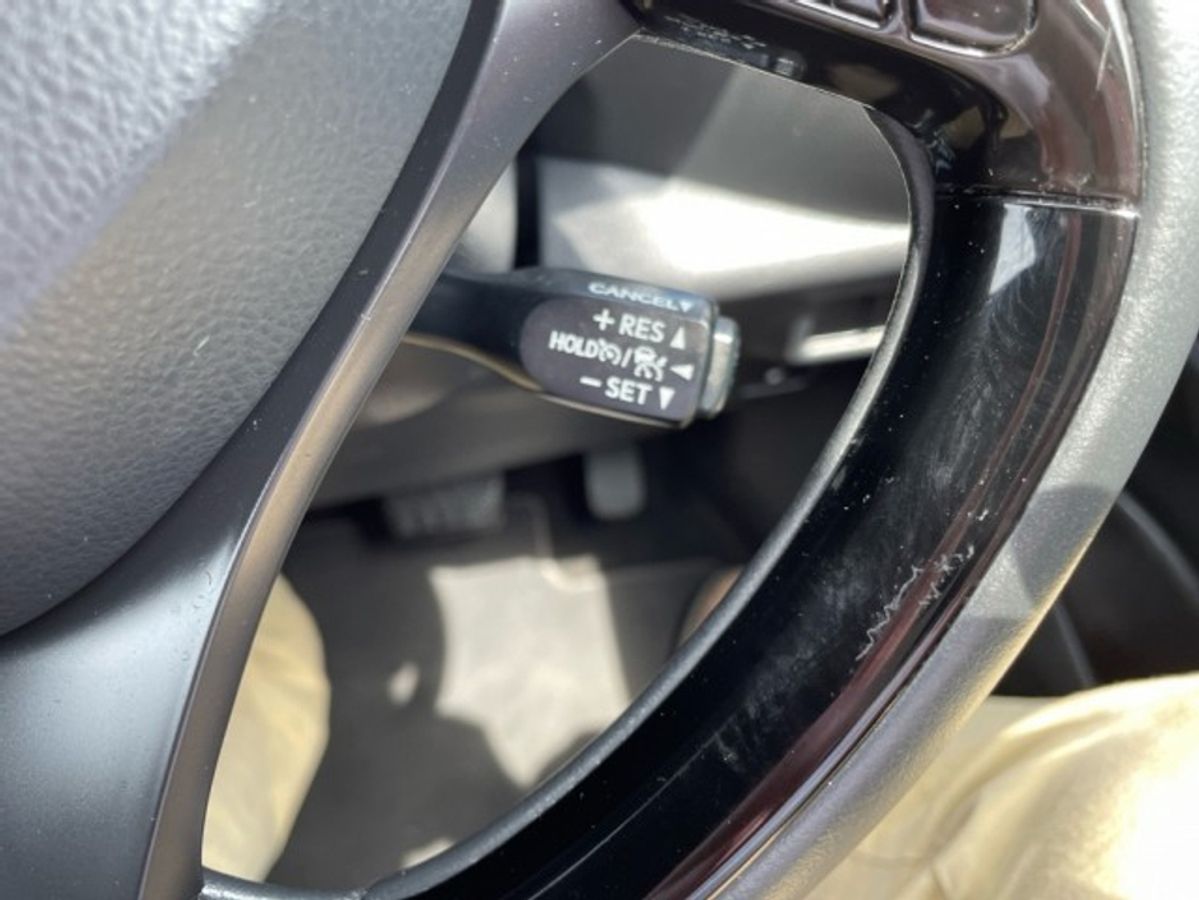 CANCEL▼
+ RES ▲
HOLD / ◀
− SET ▼